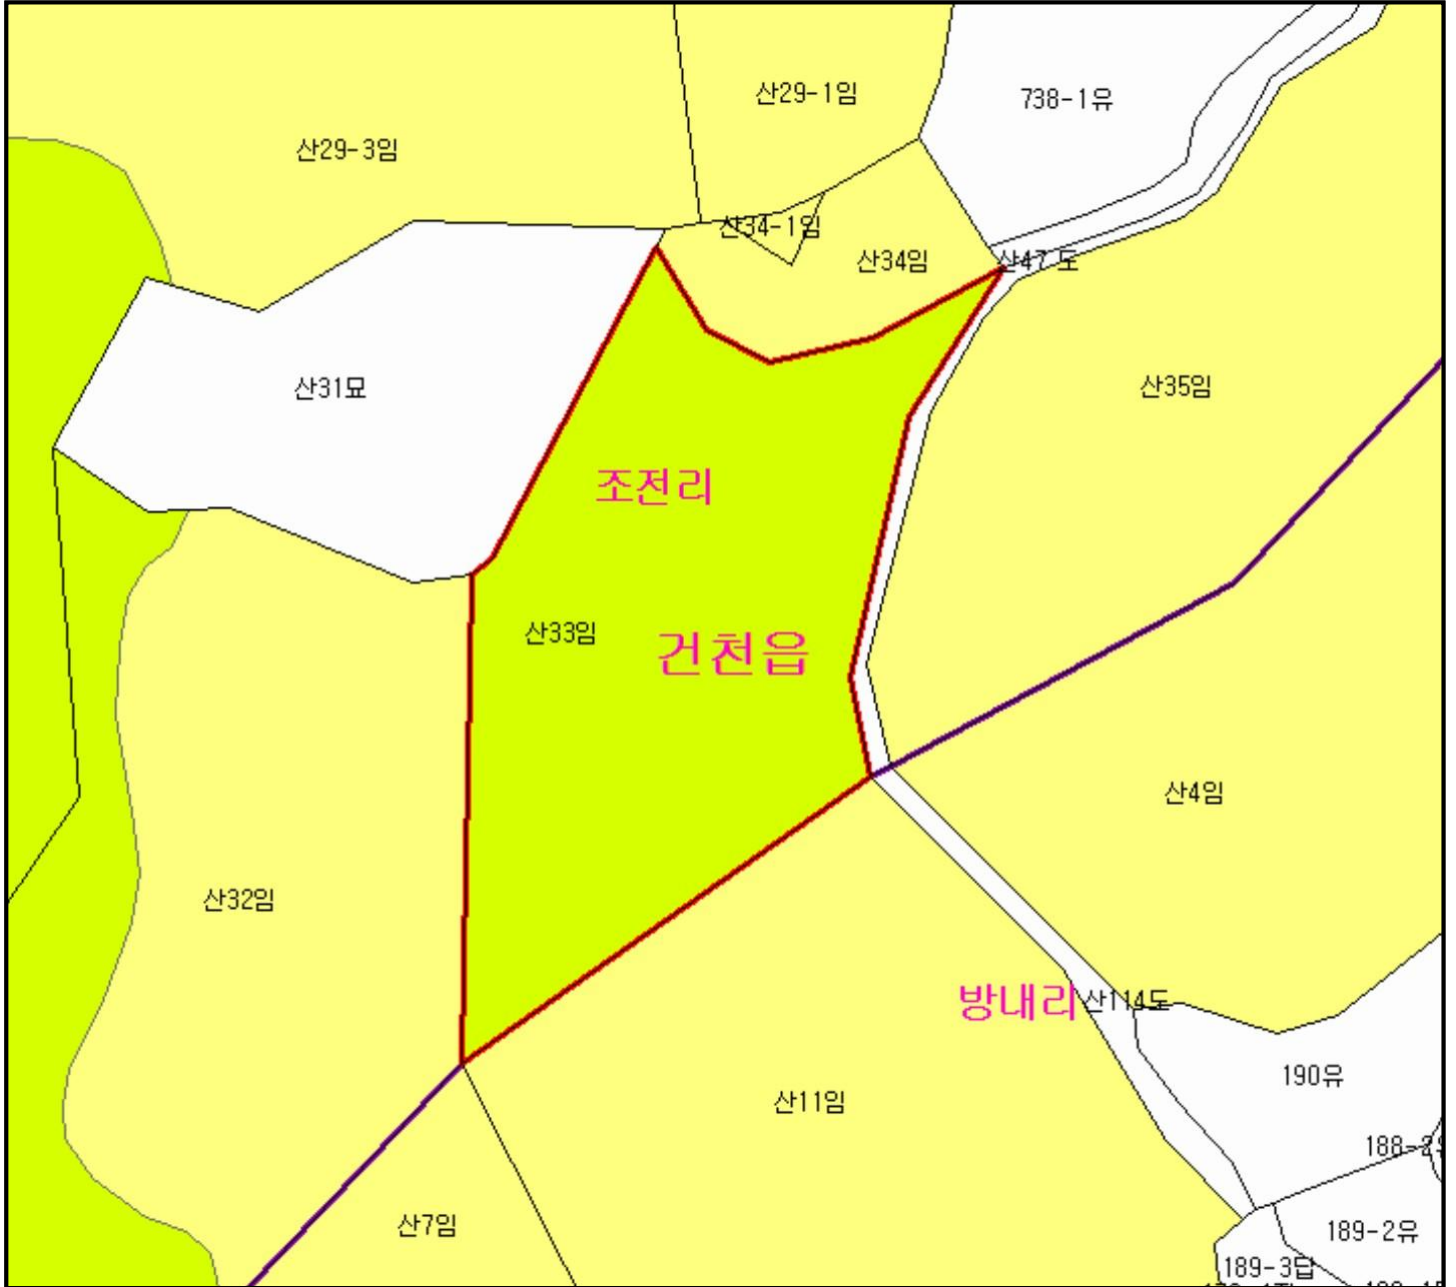 산29-1임
738-1유
산29-3임
산34-1임
산34임
산47 도
산31묘
산35임
조전리
산33임
건천읍
산4임
산32임
방내리
산114도
190유
산11임
산7임
189-2유
189-3답